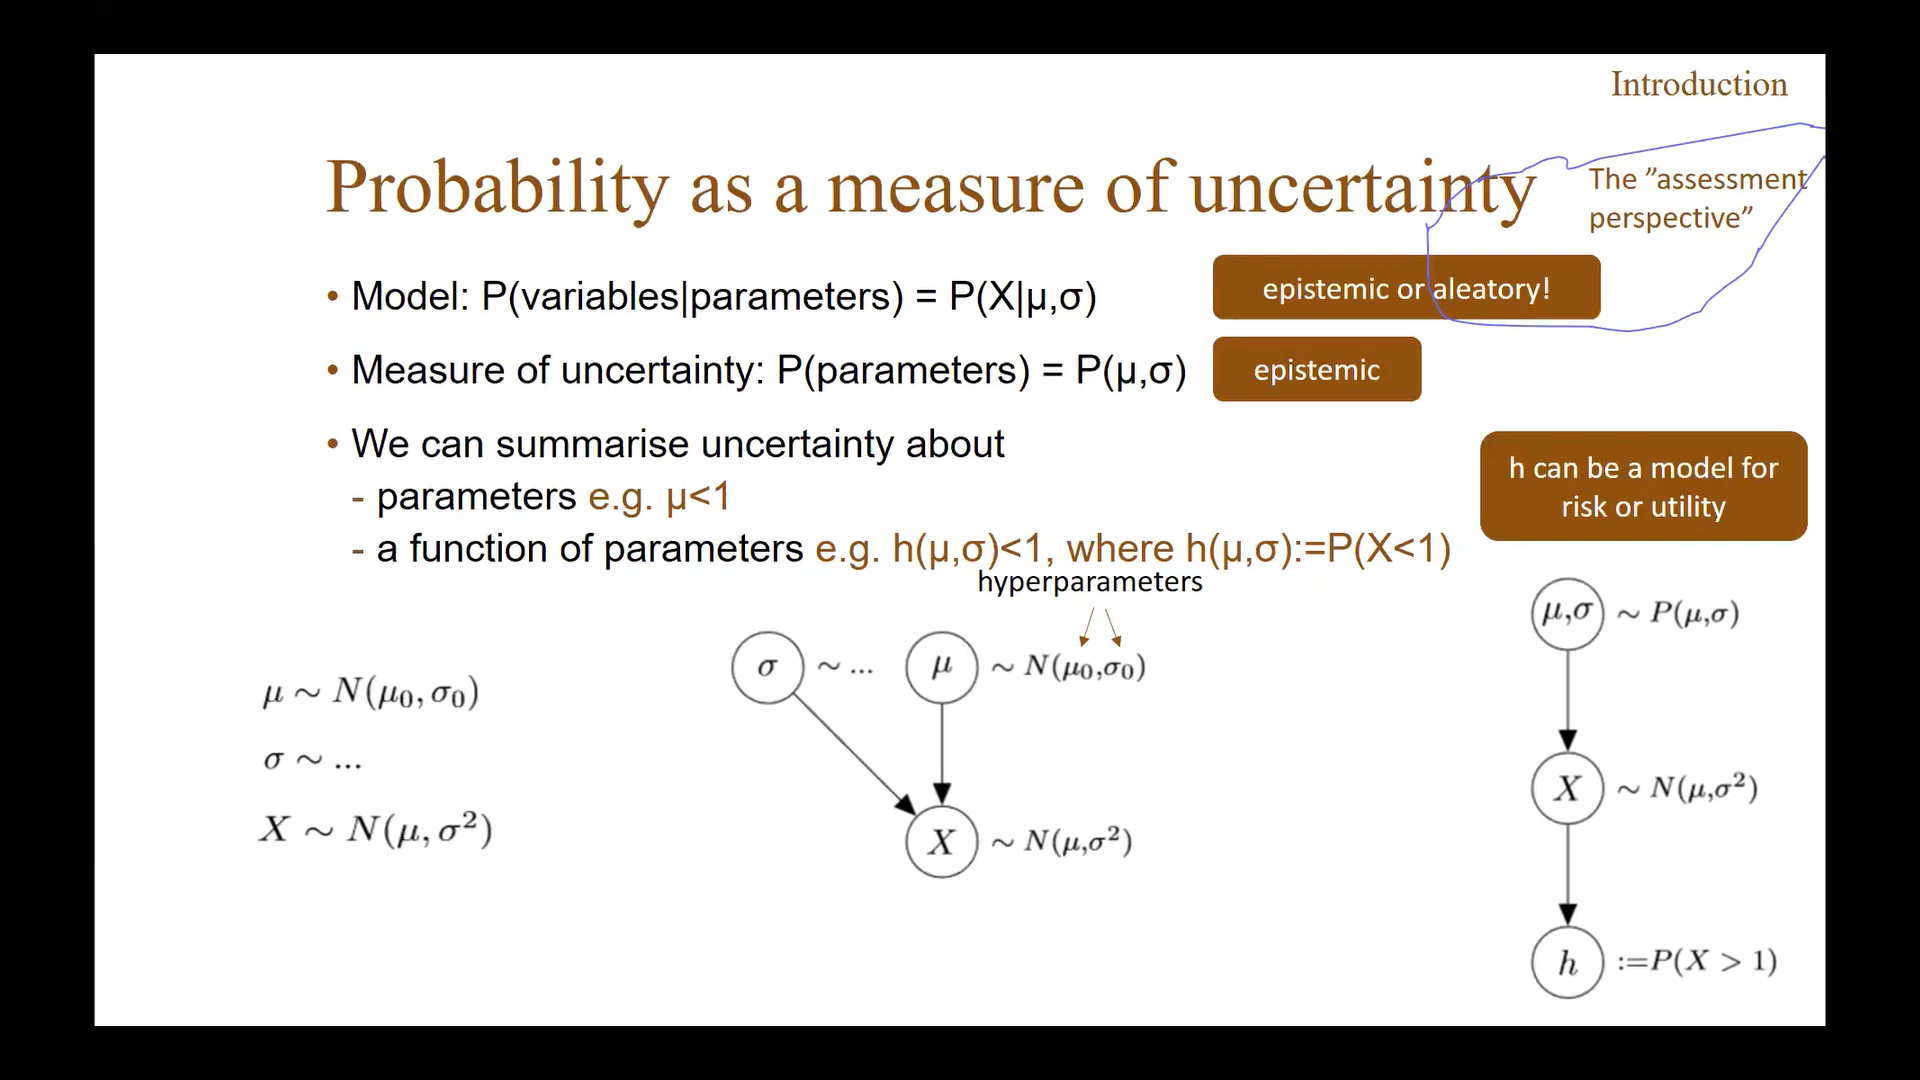 Introduction
Probability as a measure of uncertainty
The ”assessment
perspective”
• Model: P(variables|parameters) = P(X|μ,σ)
epistemic or aleatory!
• Measure of uncertainty: P(parameters) = P(μ,σ)
epistemic
• We can summarise uncertainty about
- parameters e.g. μ<1
- a function of parameters e.g. h(μ,σ)<1, where h(μ,σ):=P(X<1)
h can be a model for
risk or utility
hyperparameters
μ ~ N(μ₀, σ₀)
σ ~ ...
X ~ N(μ, σ²)
σ ~ ...
μ ~ N(μ₀,σ₀)
X ~ N(μ,σ²)
μ,σ ~ P(μ,σ)
X ~ N(μ,σ²)
h :=P(X > 1)